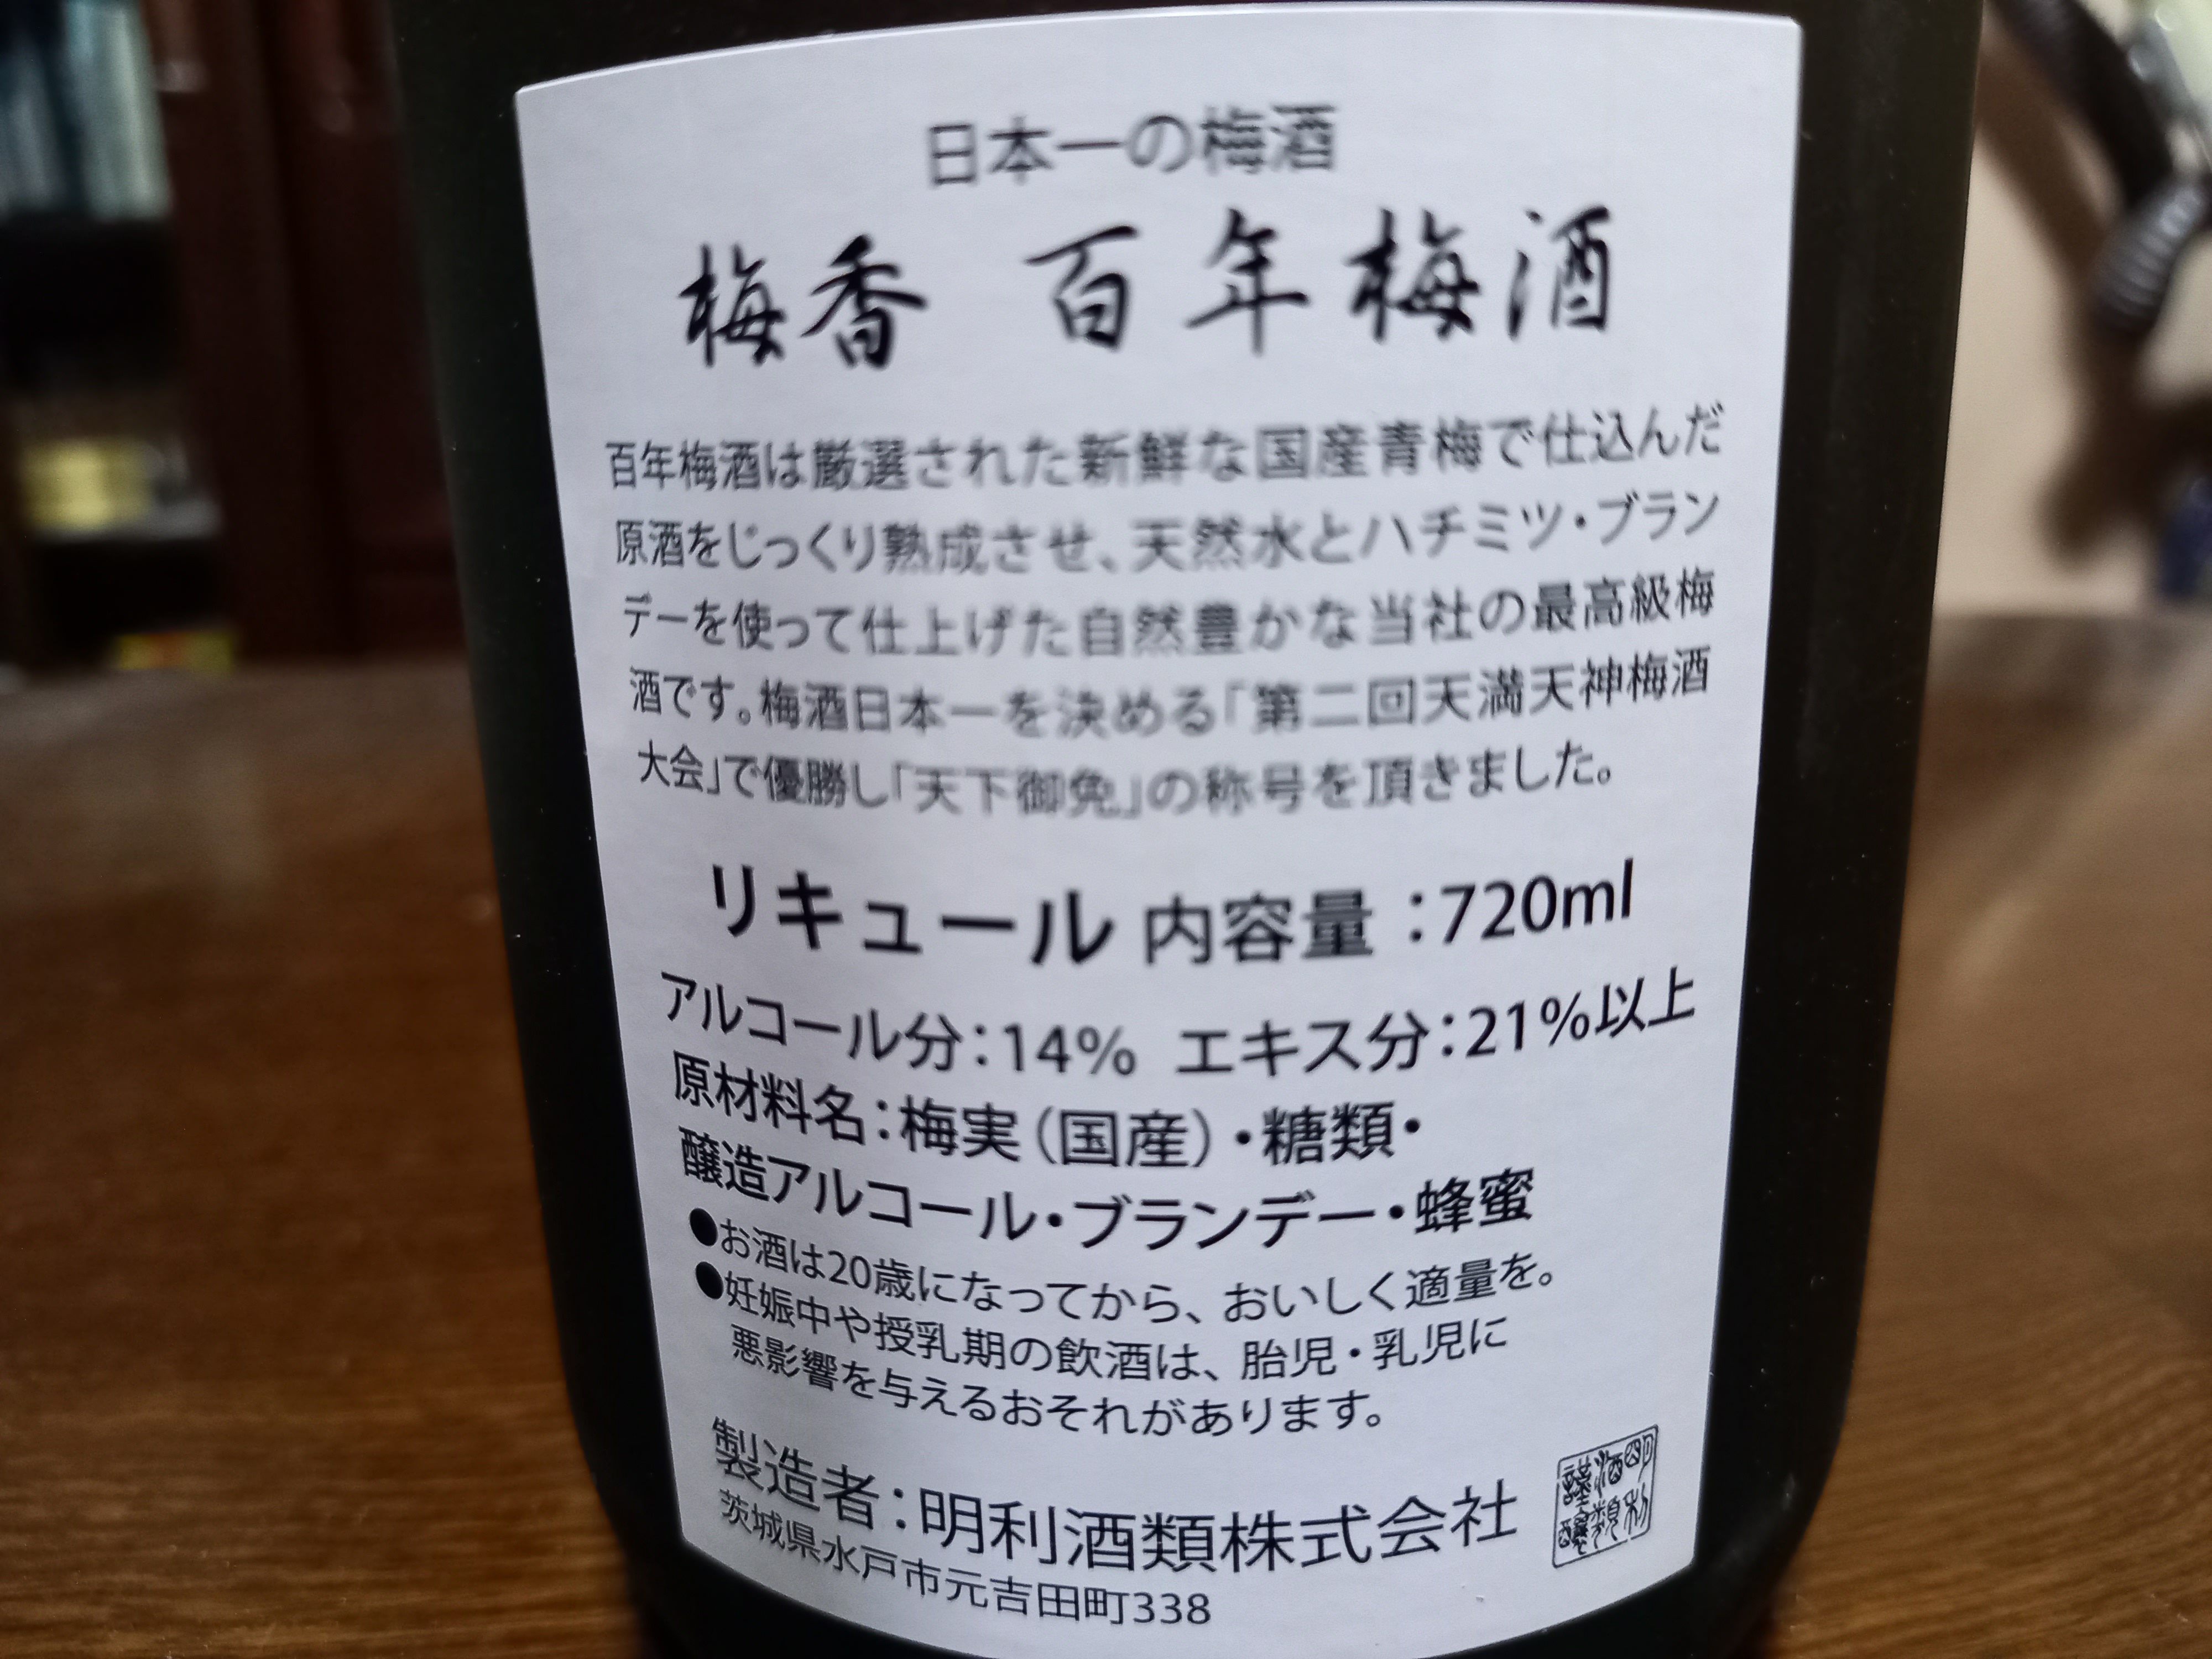 日本一の梅酒
梅香 百年梅酒
百年梅酒は厳選された新鮮な国産青梅で仕込んだ
原酒をじっくり熟成させ、天然水とハチミツ・ブラン
デーを使って仕上げた自然豊かな当社の最高級梅
酒です。梅酒日本一を決める「第二回天満天神梅酒
大会」で優勝し「天下御免」の称号を頂きました。
リキュール 内容量 :720ml
アルコール分:14% エキス分:21%以上
原材料名:梅実(国産)・糖類・
醸造アルコール・ブランデー・蜂蜜
●お酒は20歳になってから、おいしく適量を。
●妊娠中や授乳期の飲酒は、胎児・乳児に
悪影響を与えるおそれがあります。
製造者:明利酒類株式会社
茨城県水戸市元吉田町338
明利
酒類
謹醸